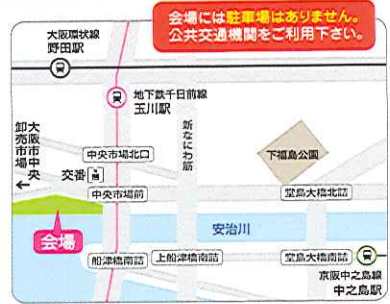 会場には駐車場はありません。
公共交通機関をご利用下さい。
大阪環状線
野田駅
地下鉄千日前線
玉川駅
新なにわ筋
大阪市中央
卸売市場
中央市場北口
下福島公園
交番
中央市場前
堂島大橋北詰
会場
安治川
船津橋南詰
上船津橋南詰
堂島大橋南詰
京阪中之島線
中之島駅